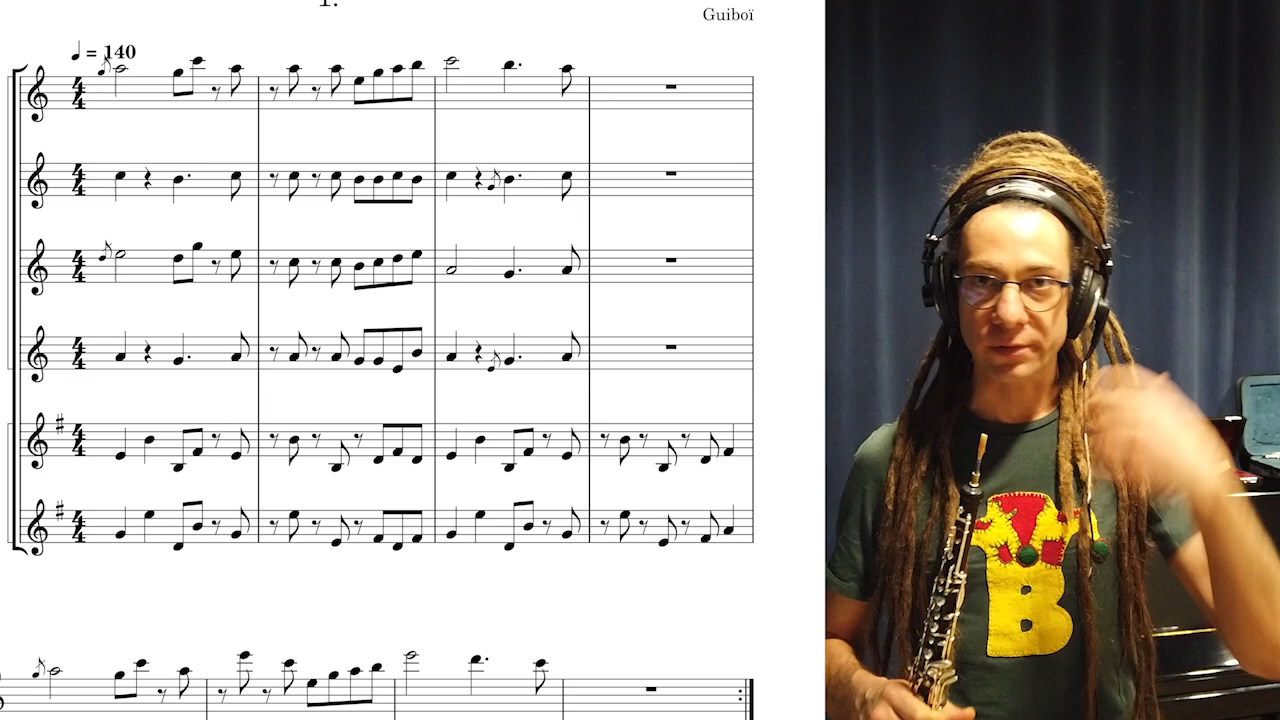 1.
Guiboï
♩ = 140
B